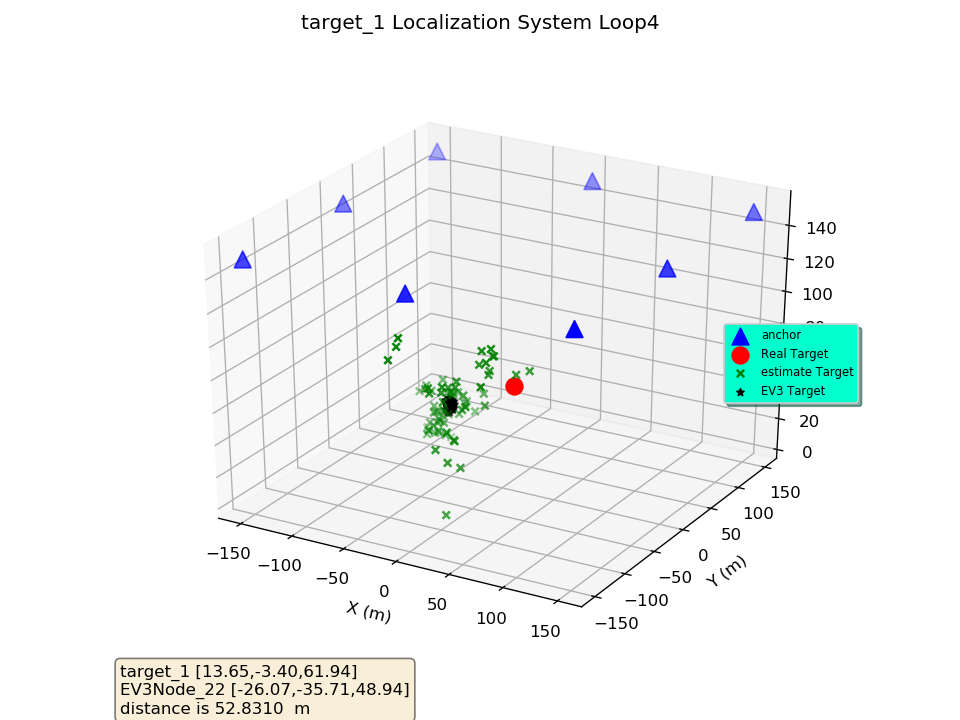 target_1 Localization System Loop4
140
120
100
anchor
Real Target
estimate Target
EV3 Target
20
0
150
100
50
0
−50
−100
−150
Y (m)
−150
−100
−50
0
50
100
150
X (m)
target_1 [13.65,-3.40,61.94]
EV3Node_22 [-26.07,-35.71,48.94]
distance is 52.8310 m